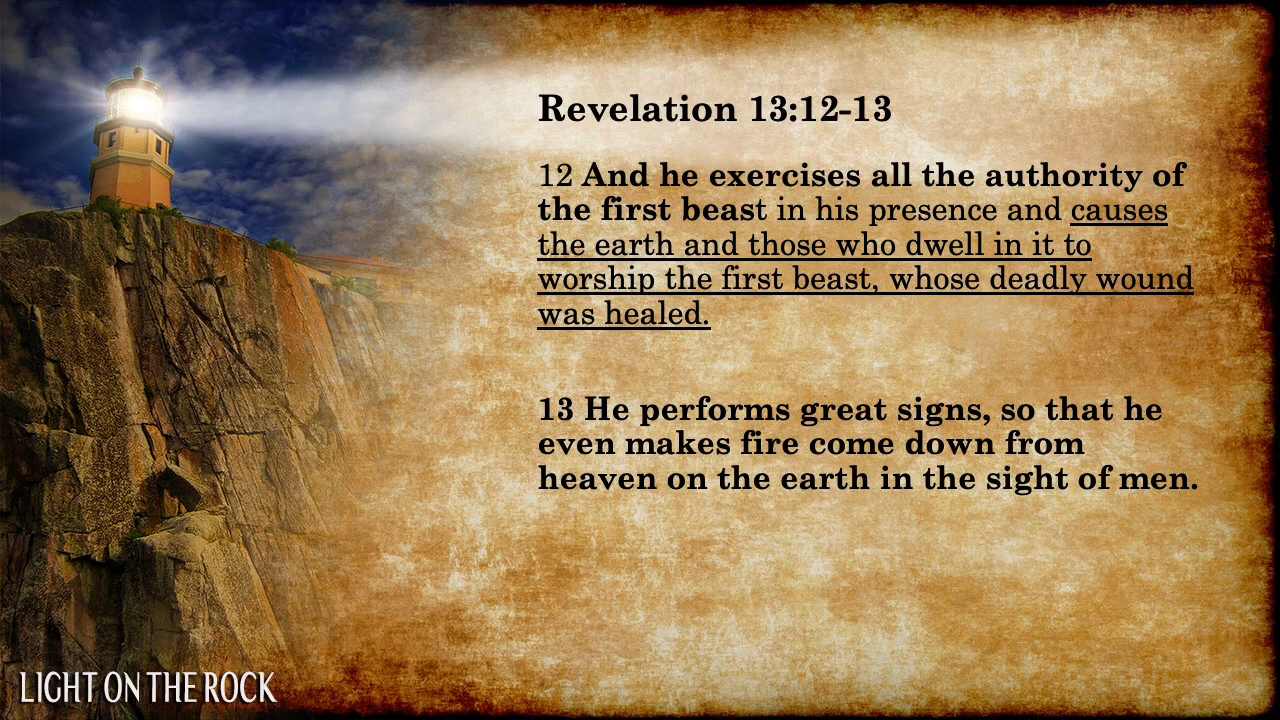 Revelation 13:12-13
12 And he exercises all the authority of
the first beast in his presence and causes
the earth and those who dwell in it to
worship the first beast, whose deadly wound
was healed.
13 He performs great signs, so that he
even makes fire come down from
heaven on the earth in the sight of men.
LIGHT ON THE ROCK